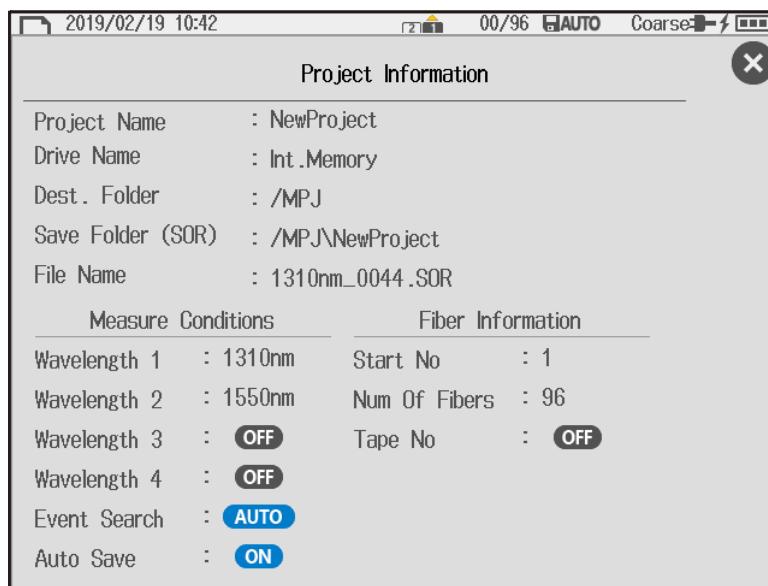 2019/02/19 10:42 2 1 00/96 AUTO Coarse
Project Information
Project Name : NewProject
Drive Name : Int.Memory
Dest. Folder : /MPJ
Save Folder (SOR) : /MPJ\NewProject
File Name : 1310nm_0044.SOR
Measure Conditions Fiber Information
Wavelength 1 : 1310nm Start No : 1
Wavelength 2 : 1550nm Num Of Fibers : 96
Wavelength 3 : OFF Tape No : OFF
Wavelength 4 : OFF
Event Search : AUTO
Auto Save : ON